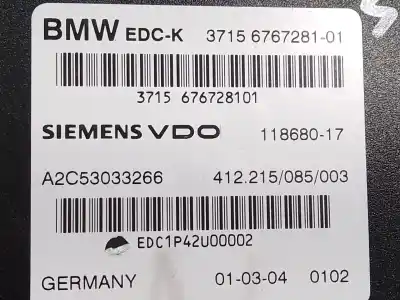 BMW EDC-K 3715 6767281-01
3715 676728101
SIEMENS VDO 118680-17
A2C53033266 412.215/085/003
EDC1P42U00002
GERMANY 01-03-04 0102